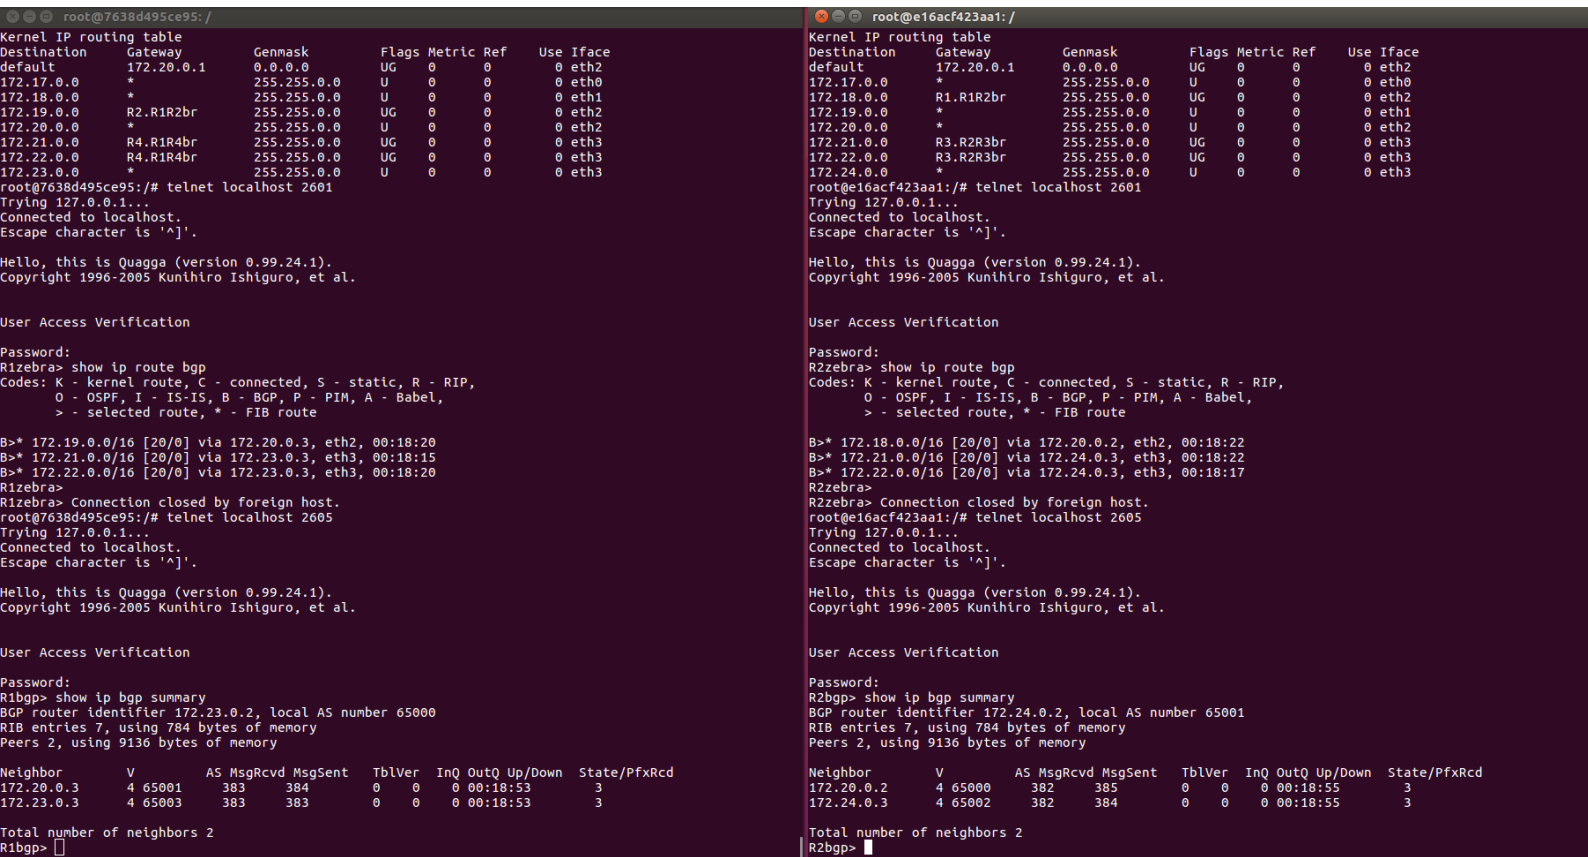 root@7638d495ce95: /
Kernel IP routing table
Destination     Gateway         Genmask         Flags Metric Ref    Use Iface
default         172.20.0.1      0.0.0.0         UG    0      0        0 eth2
172.17.0.0      *               255.255.0.0     U     0      0        0 eth0
172.18.0.0      *               255.255.0.0     U     0      0        0 eth1
172.19.0.0      R2.R1R2br       255.255.0.0     UG    0      0        0 eth2
172.20.0.0      *               255.255.0.0     U     0      0        0 eth2
172.21.0.0      R4.R1R4br       255.255.0.0     UG    0      0        0 eth3
172.22.0.0      R4.R1R4br       255.255.0.0     UG    0      0        0 eth3
172.23.0.0      *               255.255.0.0     U     0      0        0 eth3
root@7638d495ce95:/# telnet localhost 2601
Trying 127.0.0.1...
Connected to localhost.
Escape character is '^]'.
Hello, this is Quagga (version 0.99.24.1).
Copyright 1996-2005 Kunihiro Ishiguro, et al.
User Access Verification
Password:
R1zebra> show ip route bgp
Codes: K - kernel route, C - connected, S - static, R - RIP,
       O - OSPF, I - IS-IS, B - BGP, P - PIM, A - Babel,
       > - selected route, * - FIB route
B>* 172.19.0.0/16 [20/0] via 172.20.0.3, eth2, 00:18:20
B>* 172.21.0.0/16 [20/0] via 172.23.0.3, eth3, 00:18:15
B>* 172.22.0.0/16 [20/0] via 172.23.0.3, eth3, 00:18:20
R1zebra>
R1zebra> Connection closed by foreign host.
root@7638d495ce95:/# telnet localhost 2605
Trying 127.0.0.1...
Connected to localhost.
Escape character is '^]'.
Hello, this is Quagga (version 0.99.24.1).
Copyright 1996-2005 Kunihiro Ishiguro, et al.
User Access Verification
Password:
R1bgp> show ip bgp summary
BGP router identifier 172.23.0.2, local AS number 65000
RIB entries 7, using 784 bytes of memory
Peers 2, using 9136 bytes of memory
Neighbor        V         AS MsgRcvd MsgSent   TblVer  InQ OutQ Up/Down  State/PfxRcd
172.20.0.3      4 65001     383     384        0    0    0 00:18:53        3
172.23.0.3      4 65003     383     383        0    0    0 00:18:53        3
Total number of neighbors 2
R1bgp>
root@e16acf423aa1: /
Kernel IP routing table
Destination     Gateway         Genmask         Flags Metric Ref    Use Iface
default         172.20.0.1      0.0.0.0         UG    0      0        0 eth2
172.17.0.0      *               255.255.0.0     U     0      0        0 eth0
172.18.0.0      R1.R1R2br       255.255.0.0     UG    0      0        0 eth2
172.19.0.0      *               255.255.0.0     U     0      0        0 eth1
172.20.0.0      *               255.255.0.0     U     0      0        0 eth2
172.21.0.0      R3.R2R3br       255.255.0.0     UG    0      0        0 eth3
172.22.0.0      R3.R2R3br       255.255.0.0     UG    0      0        0 eth3
172.24.0.0      *               255.255.0.0     U     0      0        0 eth3
root@e16acf423aa1:/# telnet localhost 2601
Trying 127.0.0.1...
Connected to localhost.
Escape character is '^]'.
Hello, this is Quagga (version 0.99.24.1).
Copyright 1996-2005 Kunihiro Ishiguro, et al.
User Access Verification
Password:
R2zebra> show ip route bgp
Codes: K - kernel route, C - connected, S - static, R - RIP,
       O - OSPF, I - IS-IS, B - BGP, P - PIM, A - Babel,
       > - selected route, * - FIB route
B>* 172.18.0.0/16 [20/0] via 172.20.0.2, eth2, 00:18:22
B>* 172.21.0.0/16 [20/0] via 172.24.0.3, eth3, 00:18:22
B>* 172.22.0.0/16 [20/0] via 172.24.0.3, eth3, 00:18:17
R2zebra>
R2zebra> Connection closed by foreign host.
root@e16acf423aa1:/# telnet localhost 2605
Trying 127.0.0.1...
Connected to localhost.
Escape character is '^]'.
Hello, this is Quagga (version 0.99.24.1).
Copyright 1996-2005 Kunihiro Ishiguro, et al.
User Access Verification
Password:
R2bgp> show ip bgp summary
BGP router identifier 172.24.0.2, local AS number 65001
RIB entries 7, using 784 bytes of memory
Peers 2, using 9136 bytes of memory
Neighbor        V         AS MsgRcvd MsgSent   TblVer  InQ OutQ Up/Down  State/PfxRcd
172.20.0.2      4 65000     382     385        0    0    0 00:18:55        3
172.24.0.3      4 65002     382     384        0    0    0 00:18:55        3
Total number of neighbors 2
R2bgp>